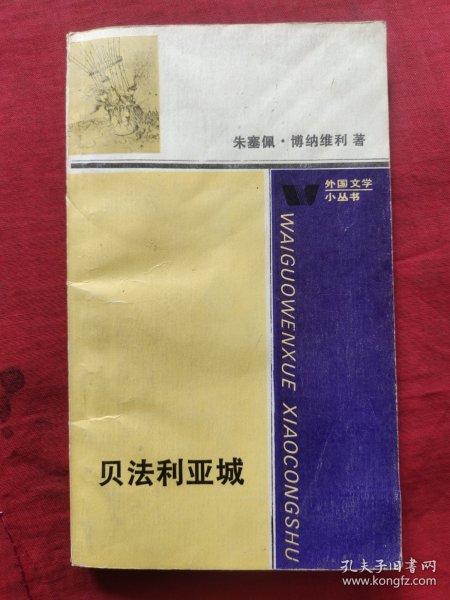 朱塞佩·博纳维利 著
外国文学
小丛书
WAIGUOWENXUE XIAOCONGSHU
贝法利亚城
孔夫子旧书网
www.kongfz.com